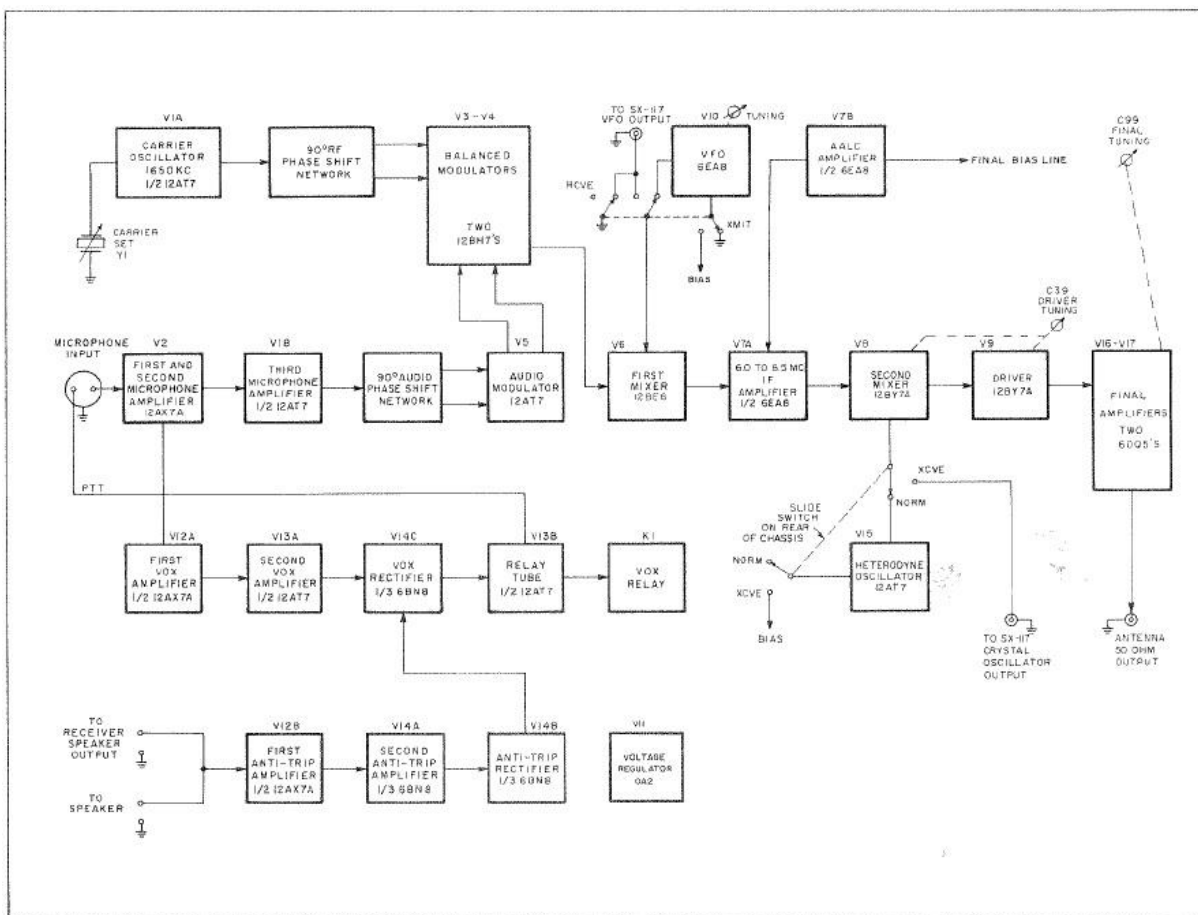 V1A
CARRIER
OSCILLATOR
1650KC
1/2 12AT7
90° RF
PHASE SHIFT
NETWORK
V3-V4
BALANCED
MODULATORS
TWO
12BH7'S
CARRIER
SET
Y1
TO SX-117
VFO OUTPUT
RCVE
V10
TUNING
VFO
6EA8
XMIT
BIAS
V7B
AALC
AMPLIFIER
1/2 6EA8
FINAL BIAS LINE
C99
FINAL
TUNING
MICROPHONE
INPUT
V2
FIRST AND
SECOND
MICROPHONE
AMPLIFIER
12AX7A
V1B
THIRD
MICROPHONE
AMPLIFIER
1/2 12AT7
90° AUDIO
PHASE SHIFT
NETWORK
V5
AUDIO
MODULATOR
12AT7
V6
FIRST
MIXER
12BE6
V7A
6.0 TO 6.5 MC
IF
AMPLIFIER
1/2 6EA8
V8
SECOND
MIXER
12BY7A
C39
DRIVER
TUNING
V9
DRIVER
12BY7A
V16-V17
FINAL
AMPLIFIERS
TWO
6DQ5'S
PTT
V12A
FIRST
VOX
AMPLIFIER
1/2 12AX7A
V13A
SECOND
VOX
AMPLIFIER
1/2 12AT7
V14C
VOX
RECTIFIER
1/3 6BN8
V13B
RELAY
TUBE
1/2 12AT7
K1
VOX
RELAY
SLIDE
SWITCH
ON REAR
OF CHASSIS
XCVE
NORM
NORM
XCVE
BIAS
V15
HETERODYNE
OSCILLATOR
12AT7
TO SX-117
CRYSTAL
OSCILLATOR
OUTPUT
ANTENNA
50 OHM
OUTPUT
TO
RECEIVER
SPEAKER
OUTPUT
TO
SPEAKER
V12B
FIRST
ANTI-TRIP
AMPLIFIER
1/2 12AX7A
V14A
SECOND
ANTI-TRIP
AMPLIFIER
1/3 6BN8
V14B
ANTI-TRIP
RECTIFIER
1/3 6BN8
V11
VOLTAGE
REGULATOR
OA2